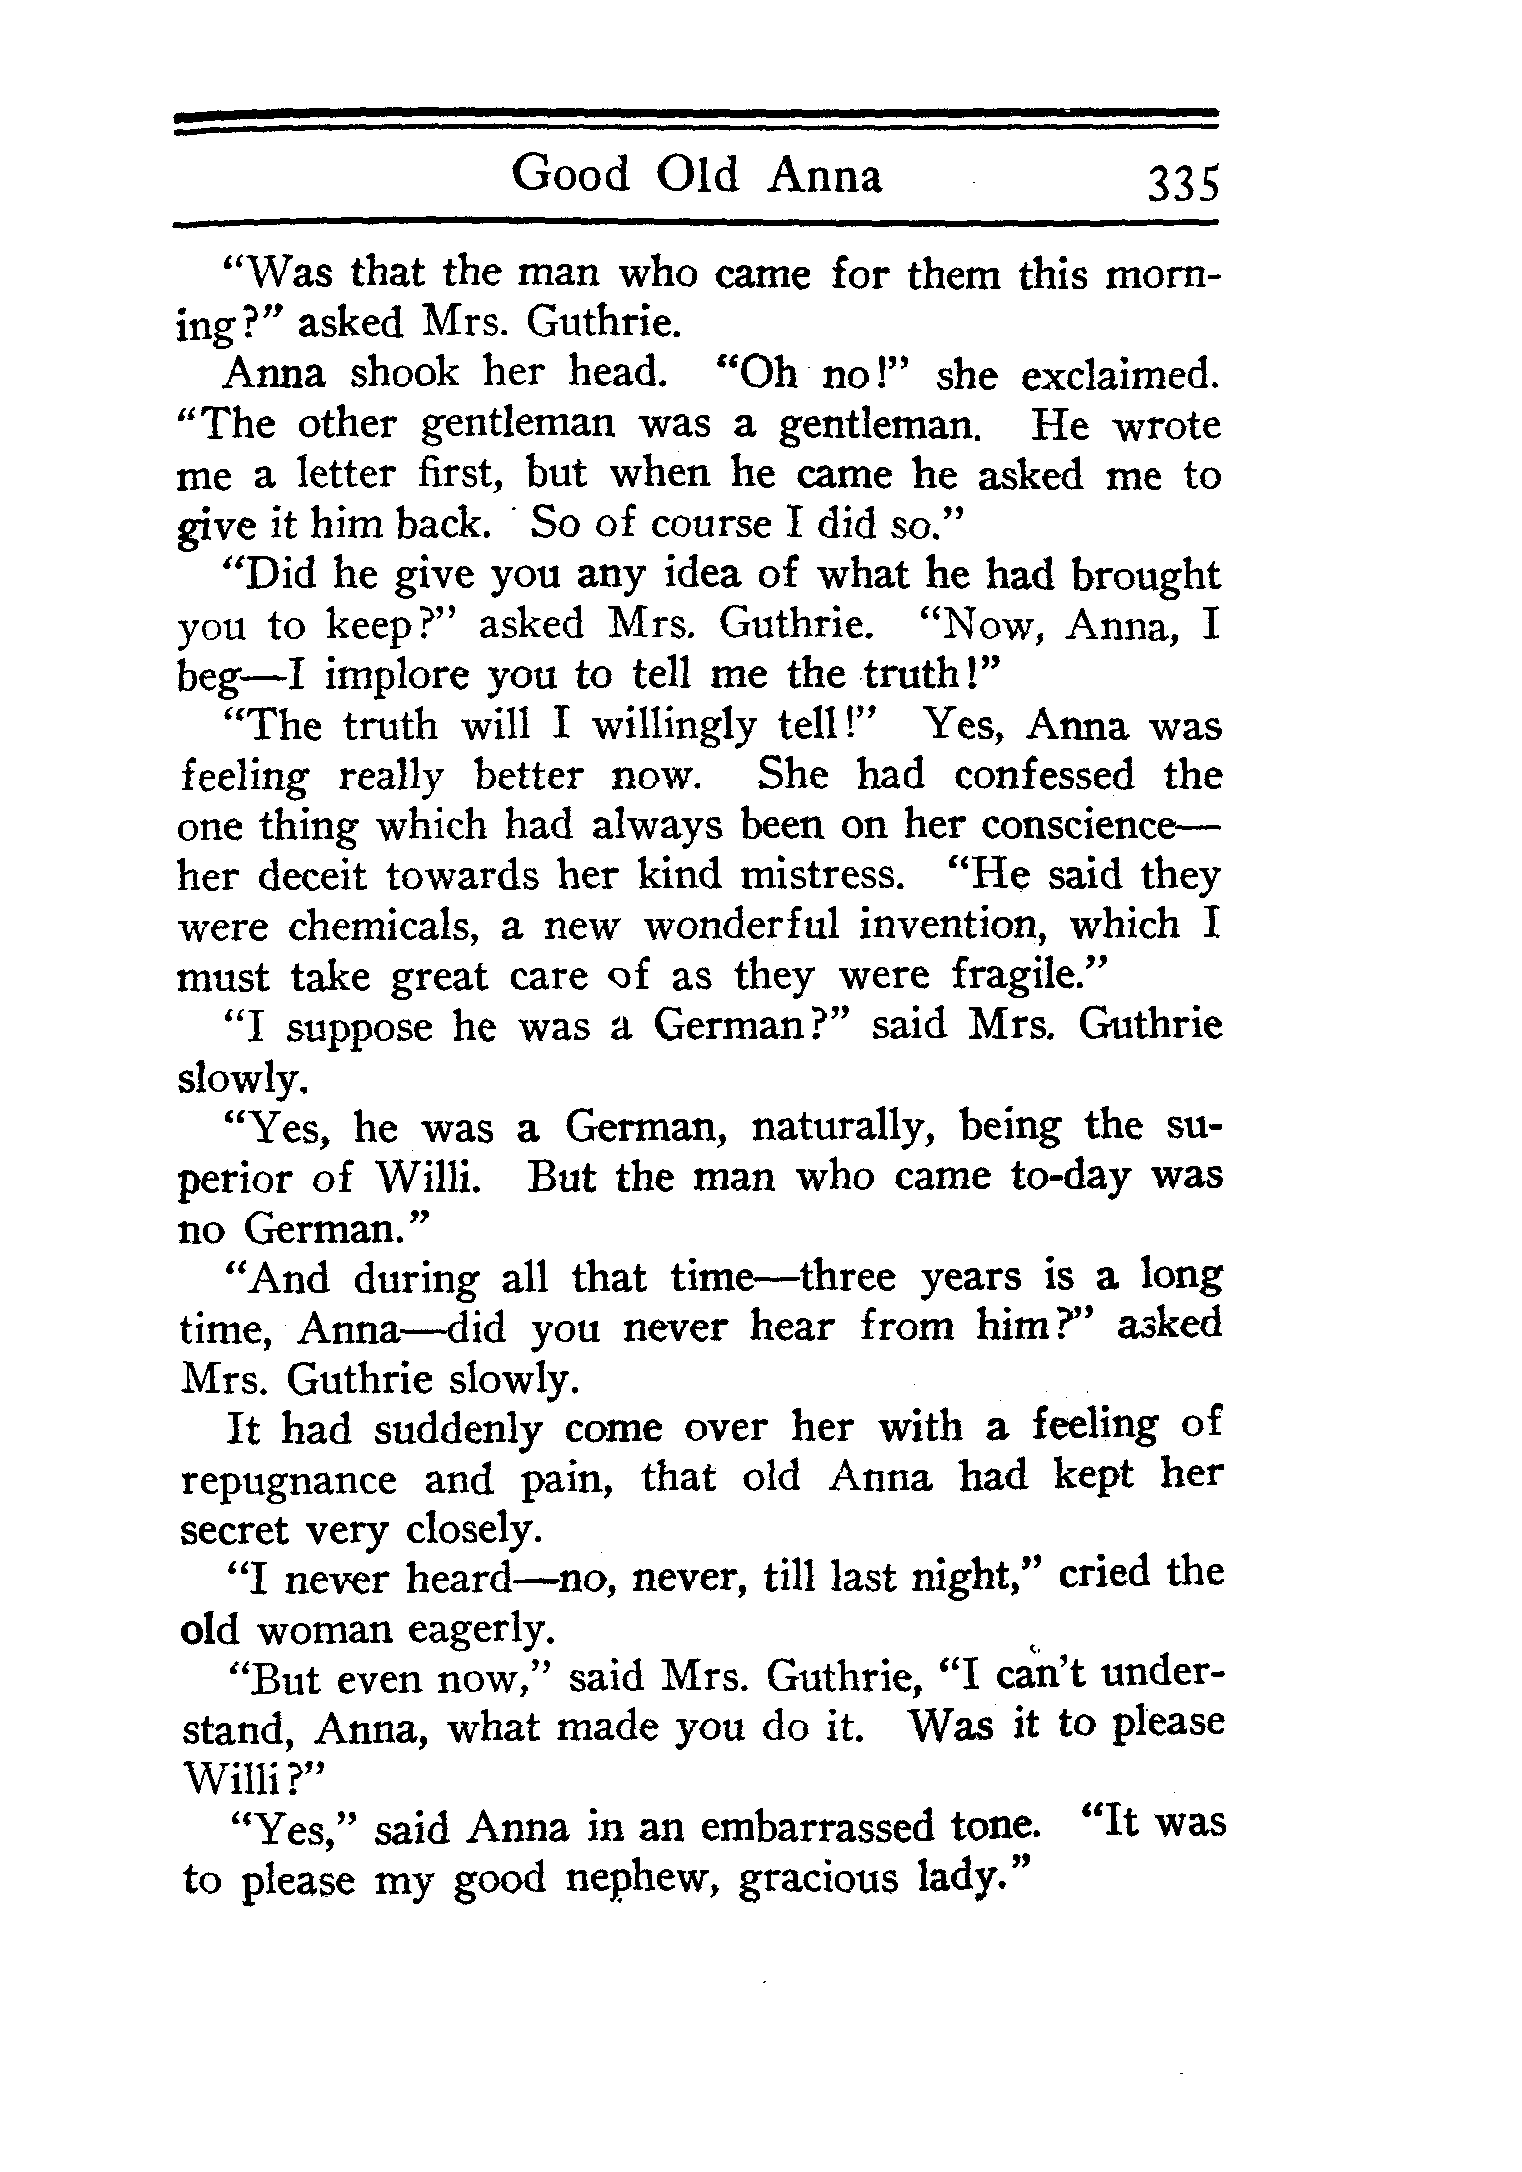 Good Old Anna 335
“Was that the man who came for them this morn-
ing?” asked Mrs. Guthrie.
Anna shook her head. “Oh no!” she exclaimed.
“The other gentleman was a gentleman. He wrote
me a letter first, but when he came he asked me to
give it him back. So of course I did so.”
“Did he give you any idea of what he had brought
you to keep?” asked Mrs. Guthrie. “Now, Anna, I
beg—I implore you to tell me the truth!”
“The truth will I willingly tell!” Yes, Anna was
feeling really better now. She had confessed the
one thing which had always been on her conscience—
her deceit towards her kind mistress. “He said they
were chemicals, a new wonderful invention, which I
must take great care of as they were fragile.”
“I suppose he was a German?” said Mrs. Guthrie
slowly.
“Yes, he was a German, naturally, being the su-
perior of Willi. But the man who came to-day was
no German.”
“And during all that time—three years is a long
time, Anna—did you never hear from him?” asked
Mrs. Guthrie slowly.
It had suddenly come over her with a feeling of
repugnance and pain, that old Anna had kept her
secret very closely.
“I never heard—no, never, till last night,” cried the
old woman eagerly.
“But even now,” said Mrs. Guthrie, “I can’t under-
stand, Anna, what made you do it. Was it to please
Willi?”
“Yes,” said Anna in an embarrassed tone. “It was
to please my good nephew, gracious lady.”